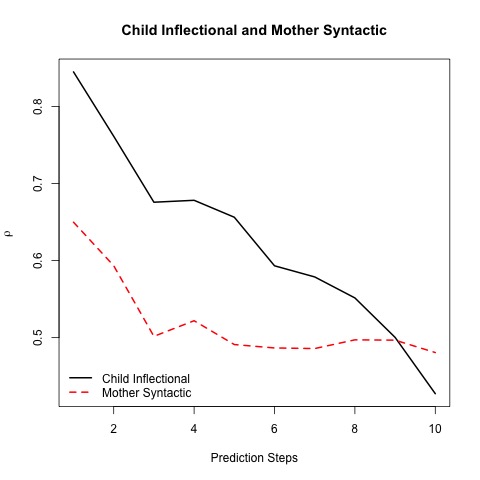 Child Inflectional and Mother Syntactic
ρ
0.8
0.7
0.6
0.5
Child Inflectional
Mother Syntactic
2 4 6 8 10
Prediction Steps